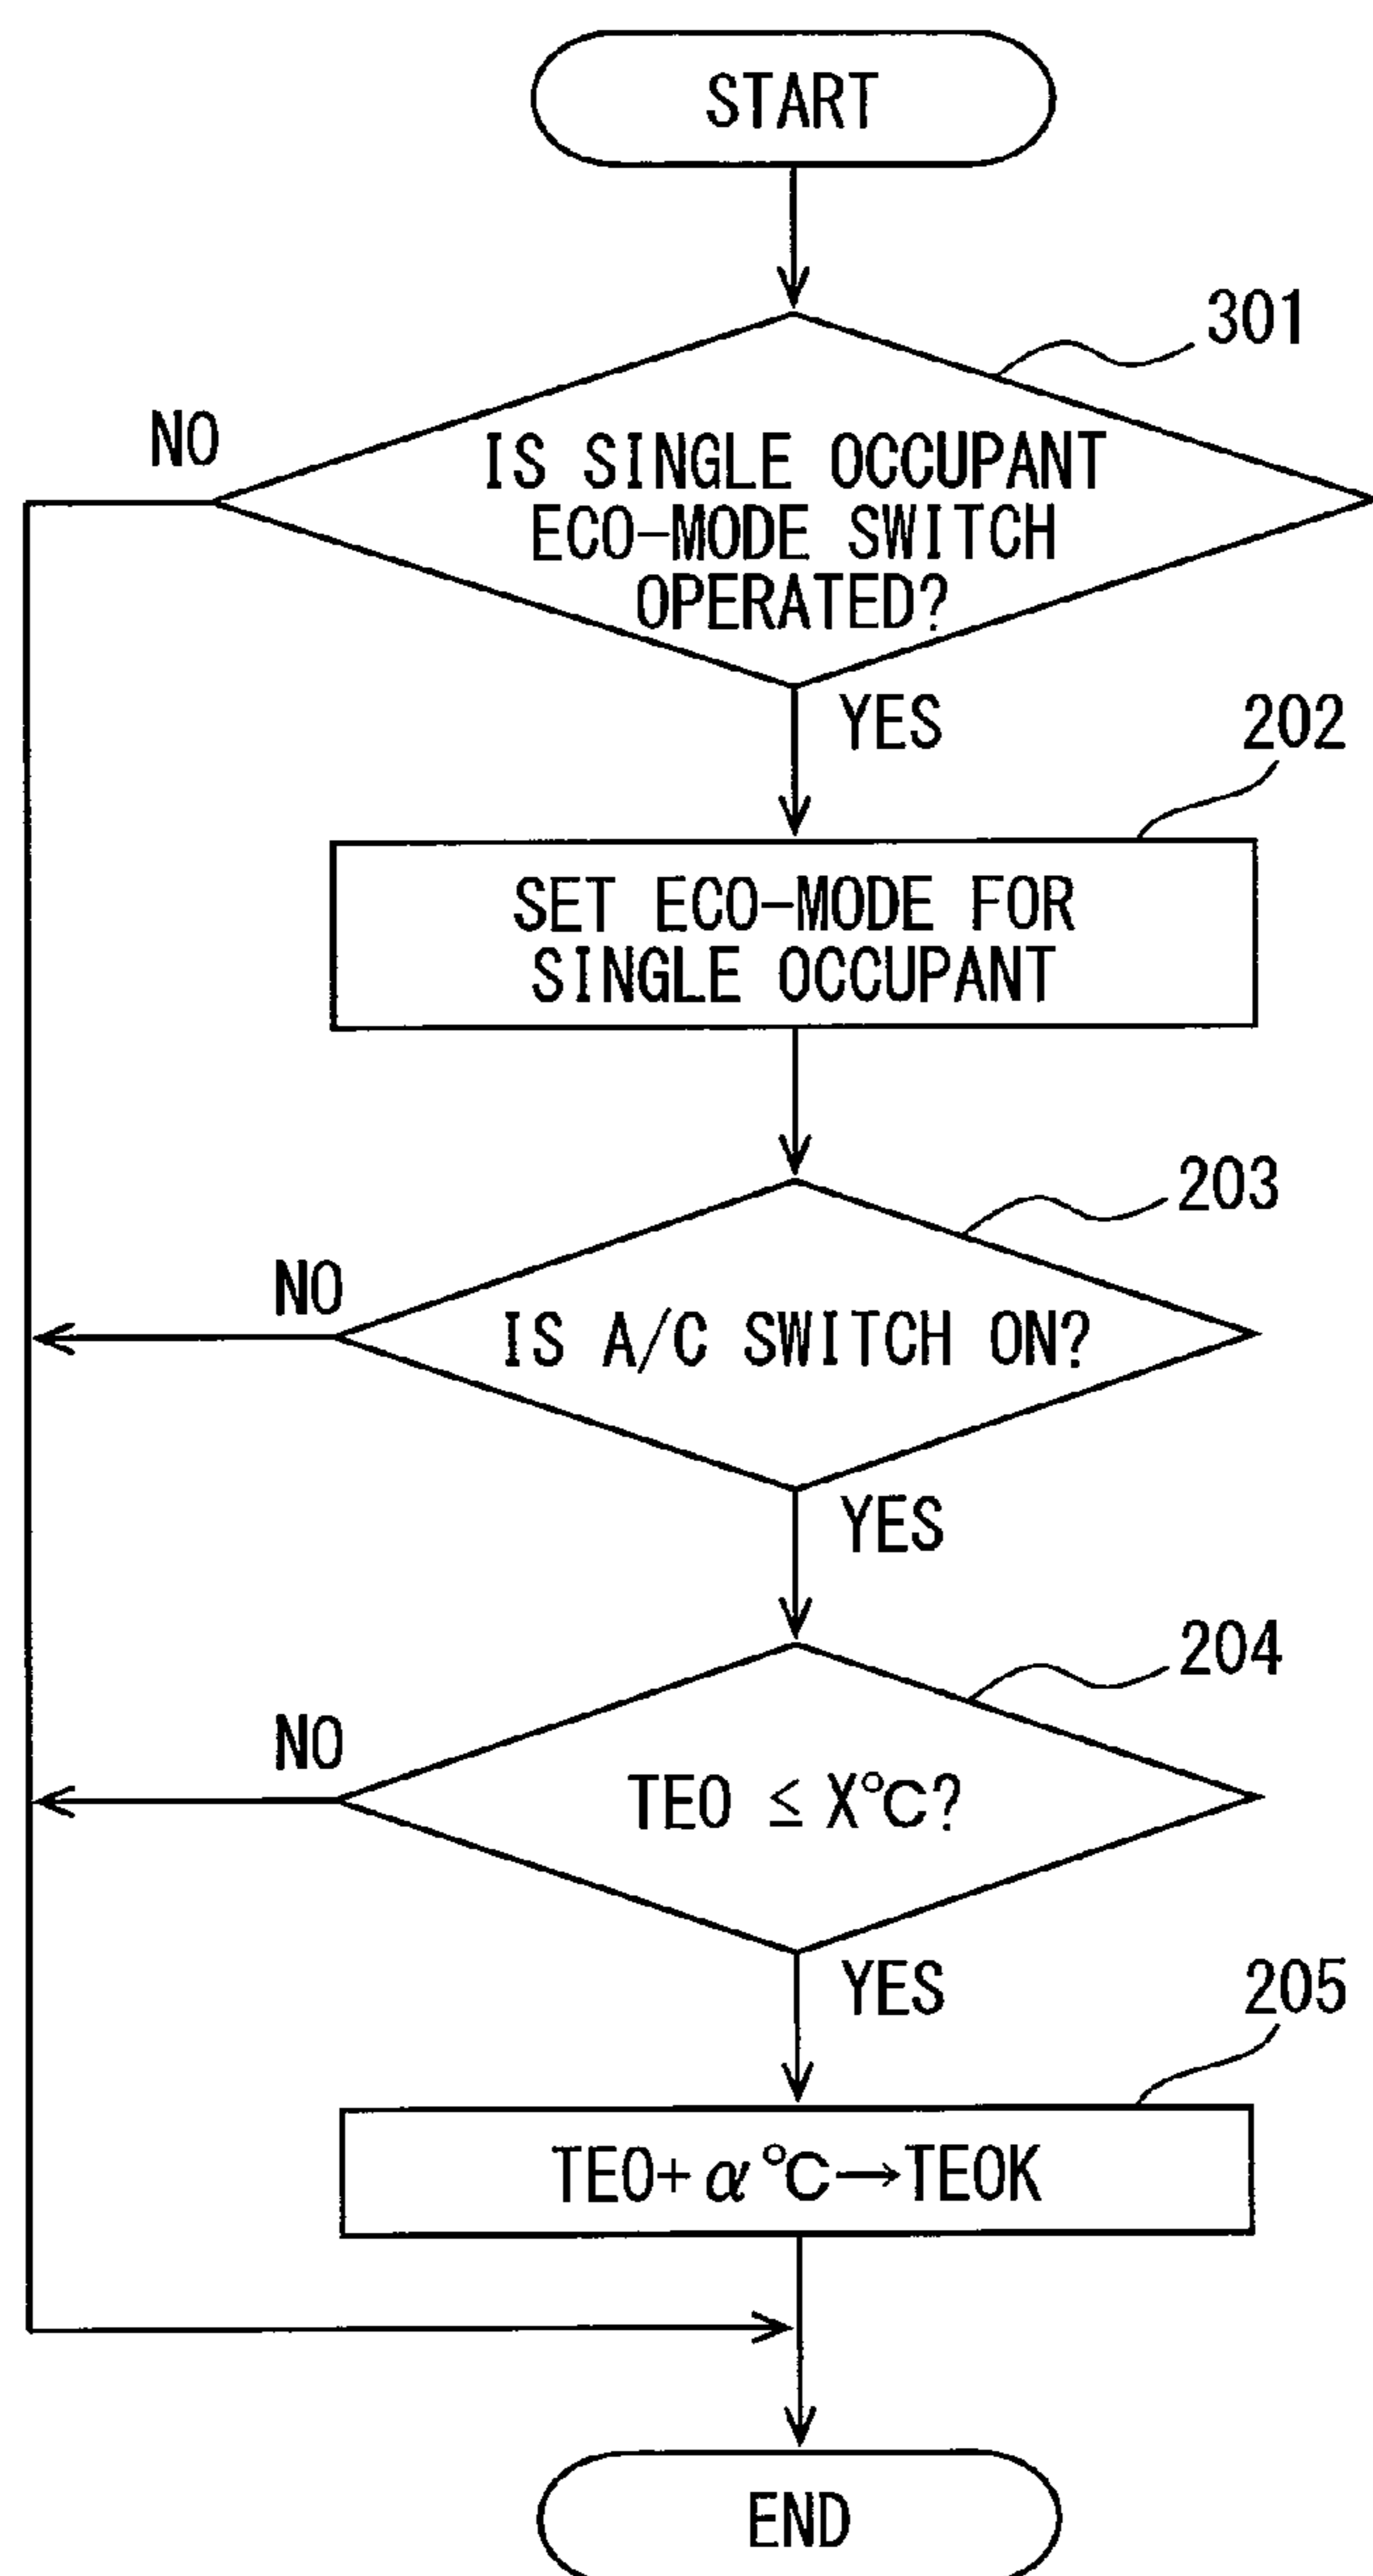 START
301
NO
IS SINGLE OCCUPANT
ECO-MODE SWITCH
OPERATED?
YES
202
SET ECO-MODE FOR
SINGLE OCCUPANT
203
NO
IS A/C SWITCH ON?
YES
204
NO
TEO ≤ X℃?
YES
205
TEO+α℃→TEOK
END